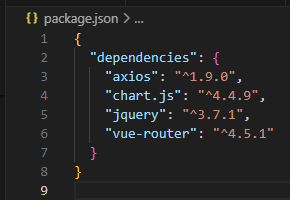 package.json > ...
1 {
2   "dependencies": {
3     "axios": "^1.9.0",
4     "chart.js": "^4.4.9",
5     "jquery": "^3.7.1",
6     "vue-router": "^4.5.1"
7   }
8 }
9